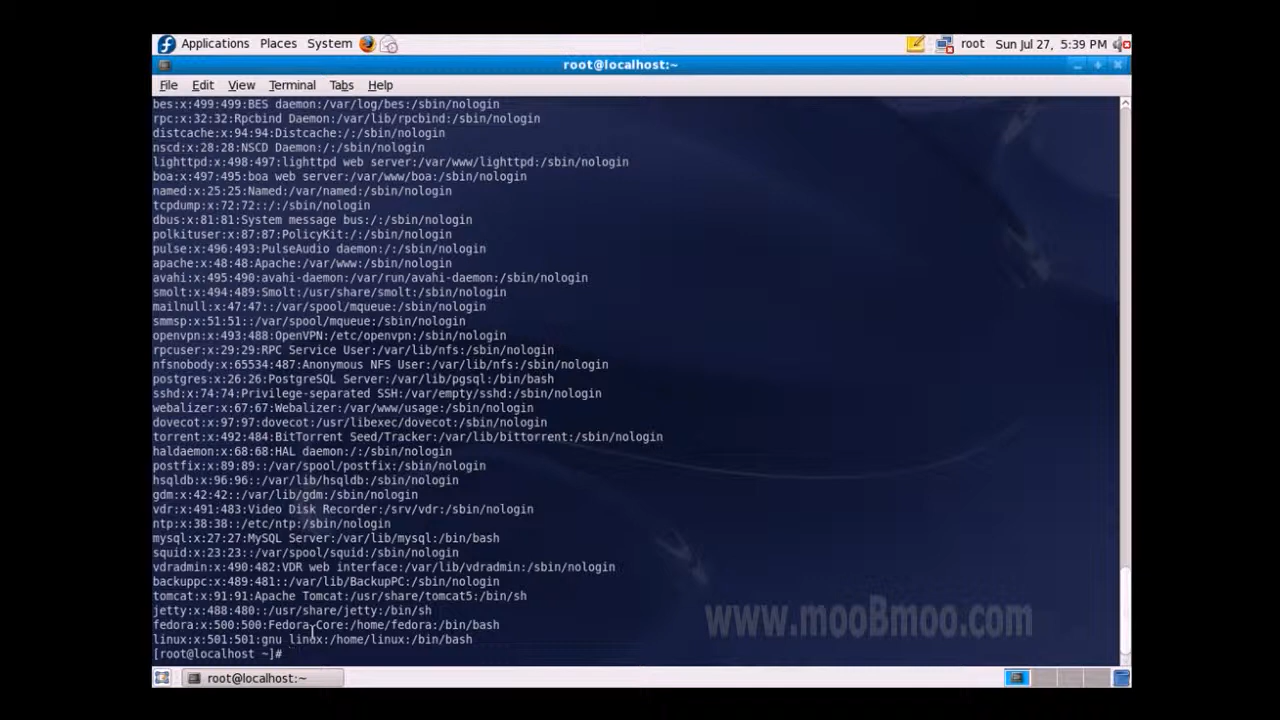 Applications Places System root Sun Jul 27, 5:39 PM
root@localhost:~
File Edit View Terminal Tabs Help
bes:x:499:499:BES daemon:/var/log/bes:/sbin/nologin
rpc:x:32:32:Rpcbind Daemon:/var/lib/rpcbind:/sbin/nologin
distcache:x:94:94:Distcache:/:/sbin/nologin
nscd:x:28:28:NSCD Daemon:/:/sbin/nologin
lighttpd:x:498:497:lighttpd web server:/var/www/lighttpd:/sbin/nologin
boa:x:497:495:boa web server:/var/www/boa:/sbin/nologin
named:x:25:25:Named:/var/named:/sbin/nologin
tcpdump:x:72:72::/:/sbin/nologin
dbus:x:81:81:System message bus:/:/sbin/nologin
polkituser:x:87:87:PolicyKit:/:/sbin/nologin
pulse:x:496:493:PulseAudio daemon:/:/sbin/nologin
apache:x:48:48:Apache:/var/www:/sbin/nologin
avahi:x:495:490:avahi-daemon:/var/run/avahi-daemon:/sbin/nologin
smolt:x:494:489:Smolt:/usr/share/smolt:/sbin/nologin
mailnull:x:47:47::/var/spool/mqueue:/sbin/nologin
smmsp:x:51:51::/var/spool/mqueue:/sbin/nologin
openvpn:x:493:488:OpenVPN:/etc/openvpn:/sbin/nologin
rpcuser:x:29:29:RPC Service User:/var/lib/nfs:/sbin/nologin
nfsnobody:x:65534:487:Anonymous NFS User:/var/lib/nfs:/sbin/nologin
postgres:x:26:26:PostgreSQL Server:/var/lib/pgsql:/bin/bash
sshd:x:74:74:Privilege-separated SSH:/var/empty/sshd:/sbin/nologin
webalizer:x:67:67:Webalizer:/var/www/usage:/sbin/nologin
dovecot:x:97:97:dovecot:/usr/libexec/dovecot:/sbin/nologin
torrent:x:492:484:BitTorrent Seed/Tracker:/var/lib/bittorrent:/sbin/nologin
haldaemon:x:68:68:HAL daemon:/:/sbin/nologin
postfix:x:89:89::/var/spool/postfix:/sbin/nologin
hsqldb:x:96:96::/var/lib/hsqldb:/sbin/nologin
gdm:x:42:42::/var/lib/gdm:/sbin/nologin
vdr:x:491:483:Video Disk Recorder:/srv/vdr:/sbin/nologin
ntp:x:38:38::/etc/ntp:/sbin/nologin
mysql:x:27:27:MySQL Server:/var/lib/mysql:/bin/bash
squid:x:23:23::/var/spool/squid:/sbin/nologin
vdradmin:x:490:482:VDR web interface:/var/lib/vdradmin:/sbin/nologin
backuppc:x:489:481::/var/lib/BackupPC:/sbin/nologin
tomcat:x:91:91:Apache Tomcat:/usr/share/tomcat5:/bin/sh
jetty:x:488:480::/usr/share/jetty:/bin/sh
fedora:x:500:500:Fedora Core:/home/fedora:/bin/bash
linux:x:501:501:gnu linux:/home/linux:/bin/bash
[root@localhost ~]#
www.mooBmoo.com
root@localhost:~